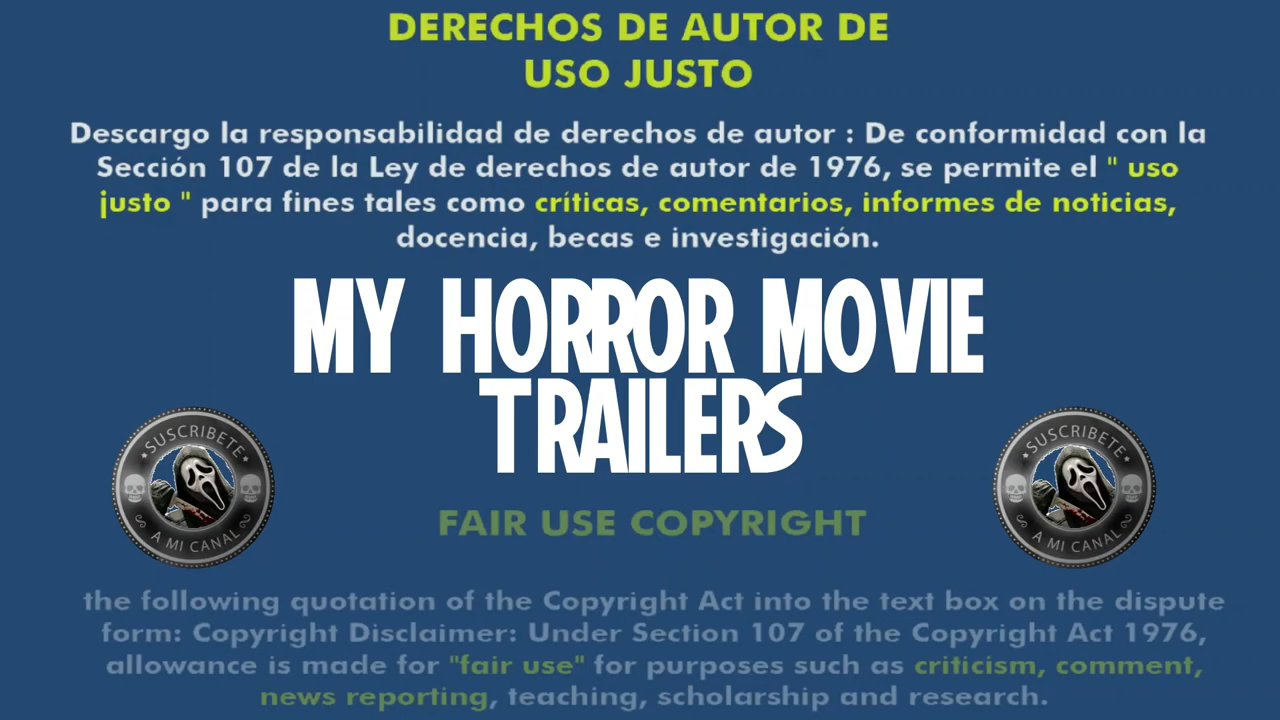 DERECHOS DE AUTOR DE
USO JUSTO
Descargo la responsabilidad de derechos de autor : De conformidad con la
Sección 107 de la Ley de derechos de autor de 1976, se permite el " uso
justo " para fines tales como críticas, comentarios, informes de noticias,
docencia, becas e investigación.
MY HORROR MOVIE
TRAILERS
SUSCRIBETE
A MI CANAL
SUSCRIBETE
A MI CANAL
FAIR USE COPYRIGHT
the following quotation of the Copyright Act into the text box on the dispute
form: Copyright Disclaimer: Under Section 107 of the Copyright Act 1976,
allowance is made for "fair use" for purposes such as criticism, comment,
news reporting, teaching, scholarship and research.